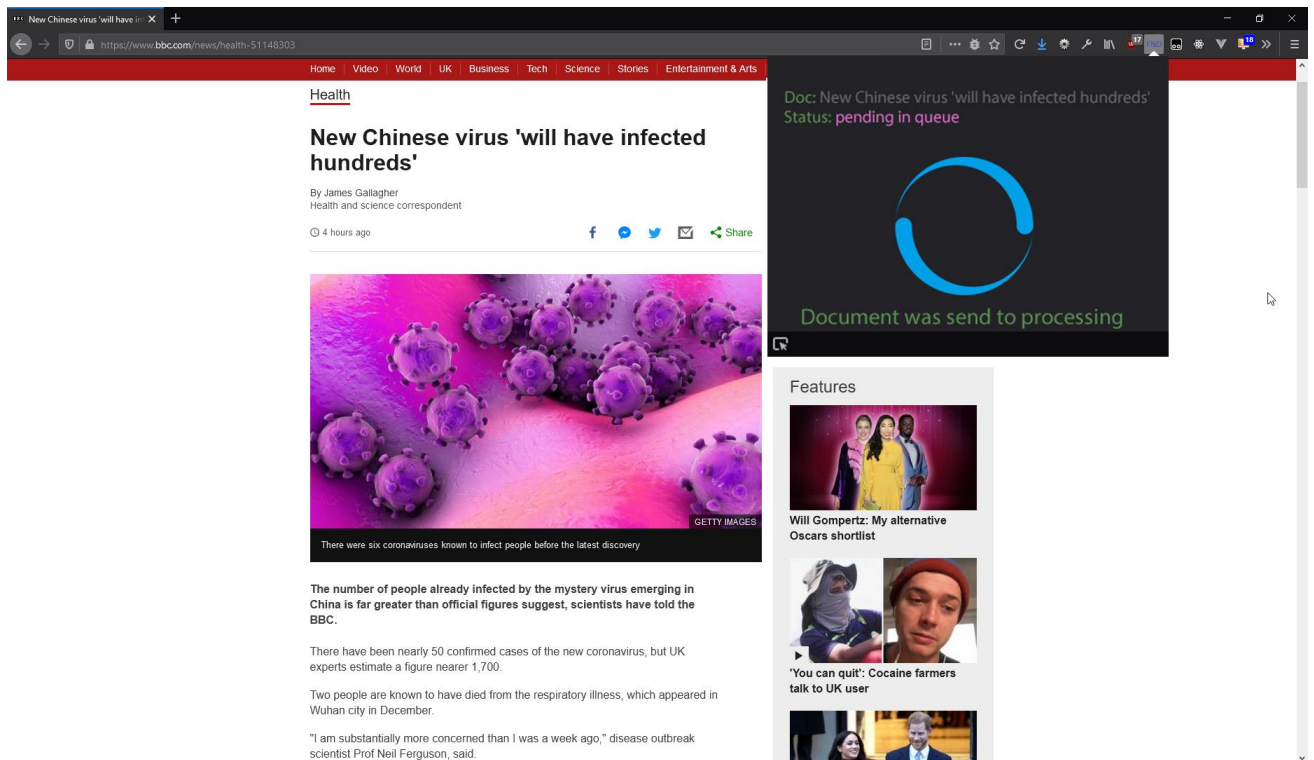 BBC New Chinese virus 'will have in
https://www.bbc.com/news/health-51148303
17
FND
18
Home Video World UK Business Tech Science Stories Entertainment & Arts
Health
New Chinese virus 'will have infected
hundreds'
By James Gallagher
Health and science correspondent
4 hours ago
Share
GETTY IMAGES
There were six coronaviruses known to infect people before the latest discovery
The number of people already infected by the mystery virus emerging in
China is far greater than official figures suggest, scientists have told the
BBC.
There have been nearly 50 confirmed cases of the new coronavirus, but UK
experts estimate a figure nearer 1,700.
Two people are known to have died from the respiratory illness, which appeared in
Wuhan city in December.
"I am substantially more concerned than I was a week ago," disease outbreak
scientist Prof Neil Ferguson, said.
Doc: New Chinese virus 'will have infected hundreds'
Status: pending in queue
Document was send to processing
Features
Will Gompertz: My alternative
Oscars shortlist
'You can quit': Cocaine farmers
talk to UK user